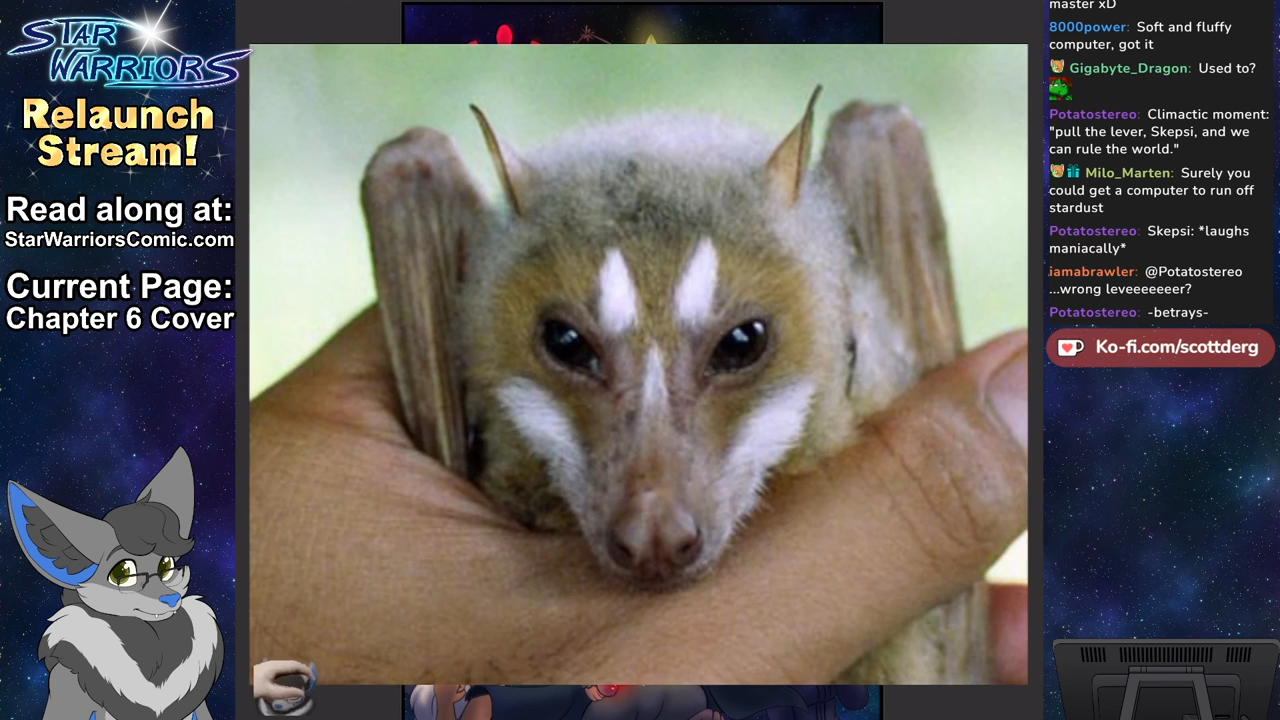 STAR
WARRIORS
Relaunch
Stream!
Read along at:
StarWarriorsComic.com
Current Page:
Chapter 6 Cover
master xD
8000power: Soft and fluffy
computer, got it
Gigabyte_Dragon: Used to?
Potatostereo: Climactic moment:
"pull the lever, Skepsi, and we
can rule the world."
Milo_Marten: Surely you
could get a computer to run off
stardust
Potatostereo: Skepsi: *laughs
maniacally*
iamabrawler: @Potatostereo
...wrong leveeeeeeer?
Potatostereo: -betrays-
Ko-fi.com/scottderg